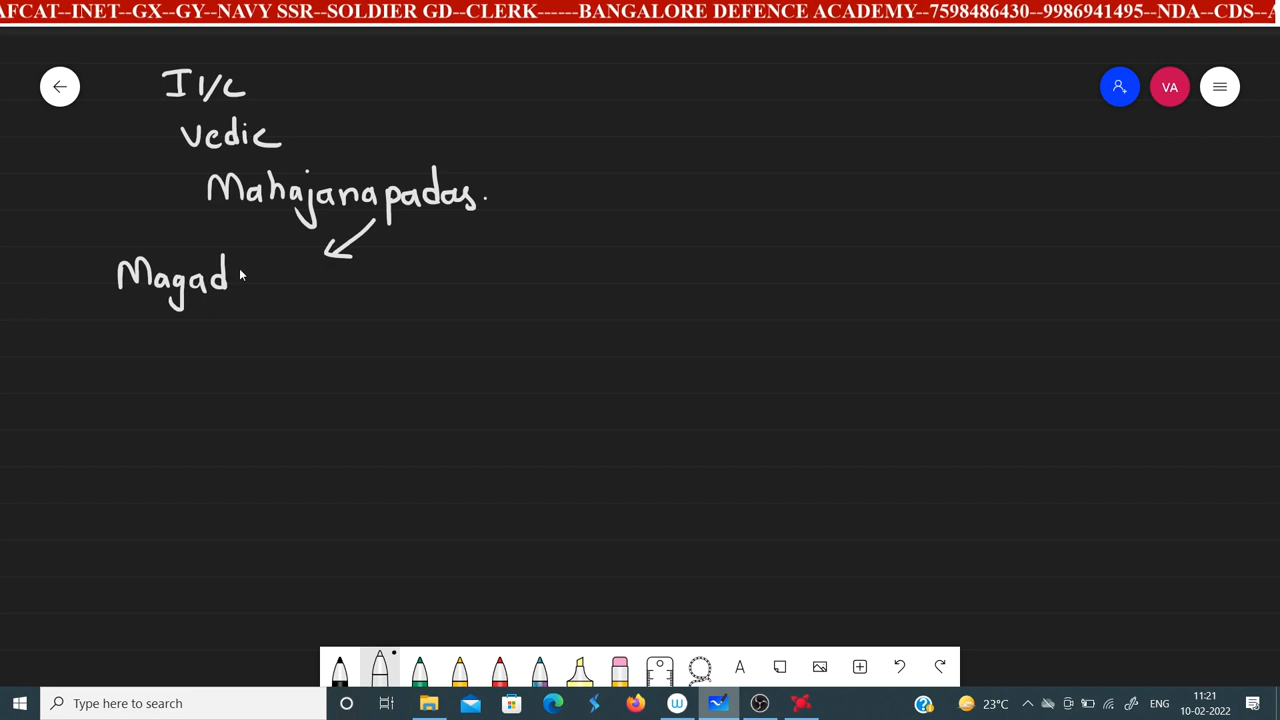 AFCAT-INET--GX--GY--NAVY SSR--SOLDIER GD--CLERK------BANGALORE DEFENCE ACADEMY--7598486430--9986941495--NDA--CDS--A
I V C
VA
Vedic
Mahajanapadas.
Magad
A
Type here to search
23°C
ENG
11:21
10-02-2022